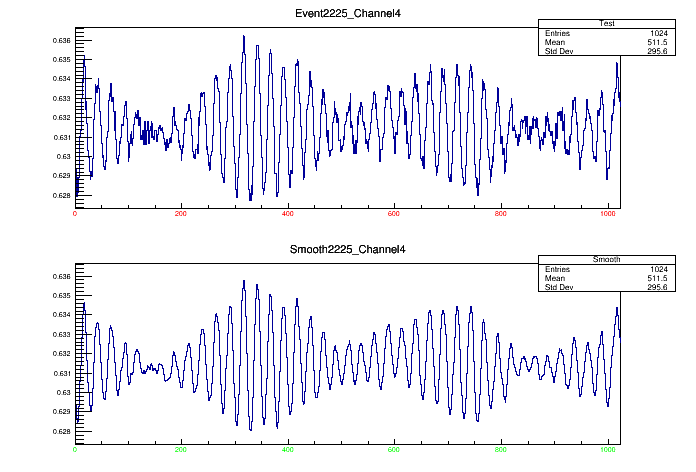 Event2225_Channel4
Test
Entries 1024
Mean 511.5
Std Dev 295.6
0.636
0.635
0.634
0.633
0.632
0.631
0.63
0.629
0.628
0 200 400 600 800 1000
Smooth2225_Channel4
Smooth
Entries 1024
Mean 511.5
Std Dev 295.6
0.636
0.635
0.634
0.633
0.632
0.631
0.63
0.629
0.628
0 200 400 600 800 1000